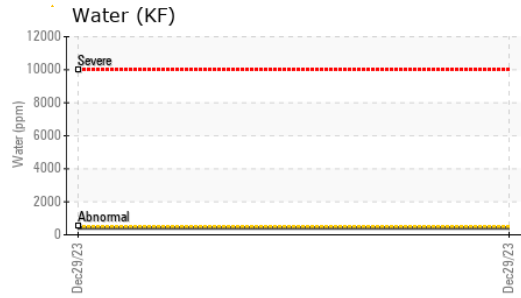 Water (KF)
12000
Severe
10000
8000
Water (ppm)
6000
4000
2000
Abnormal
0
Dec29/23
Dec29/23